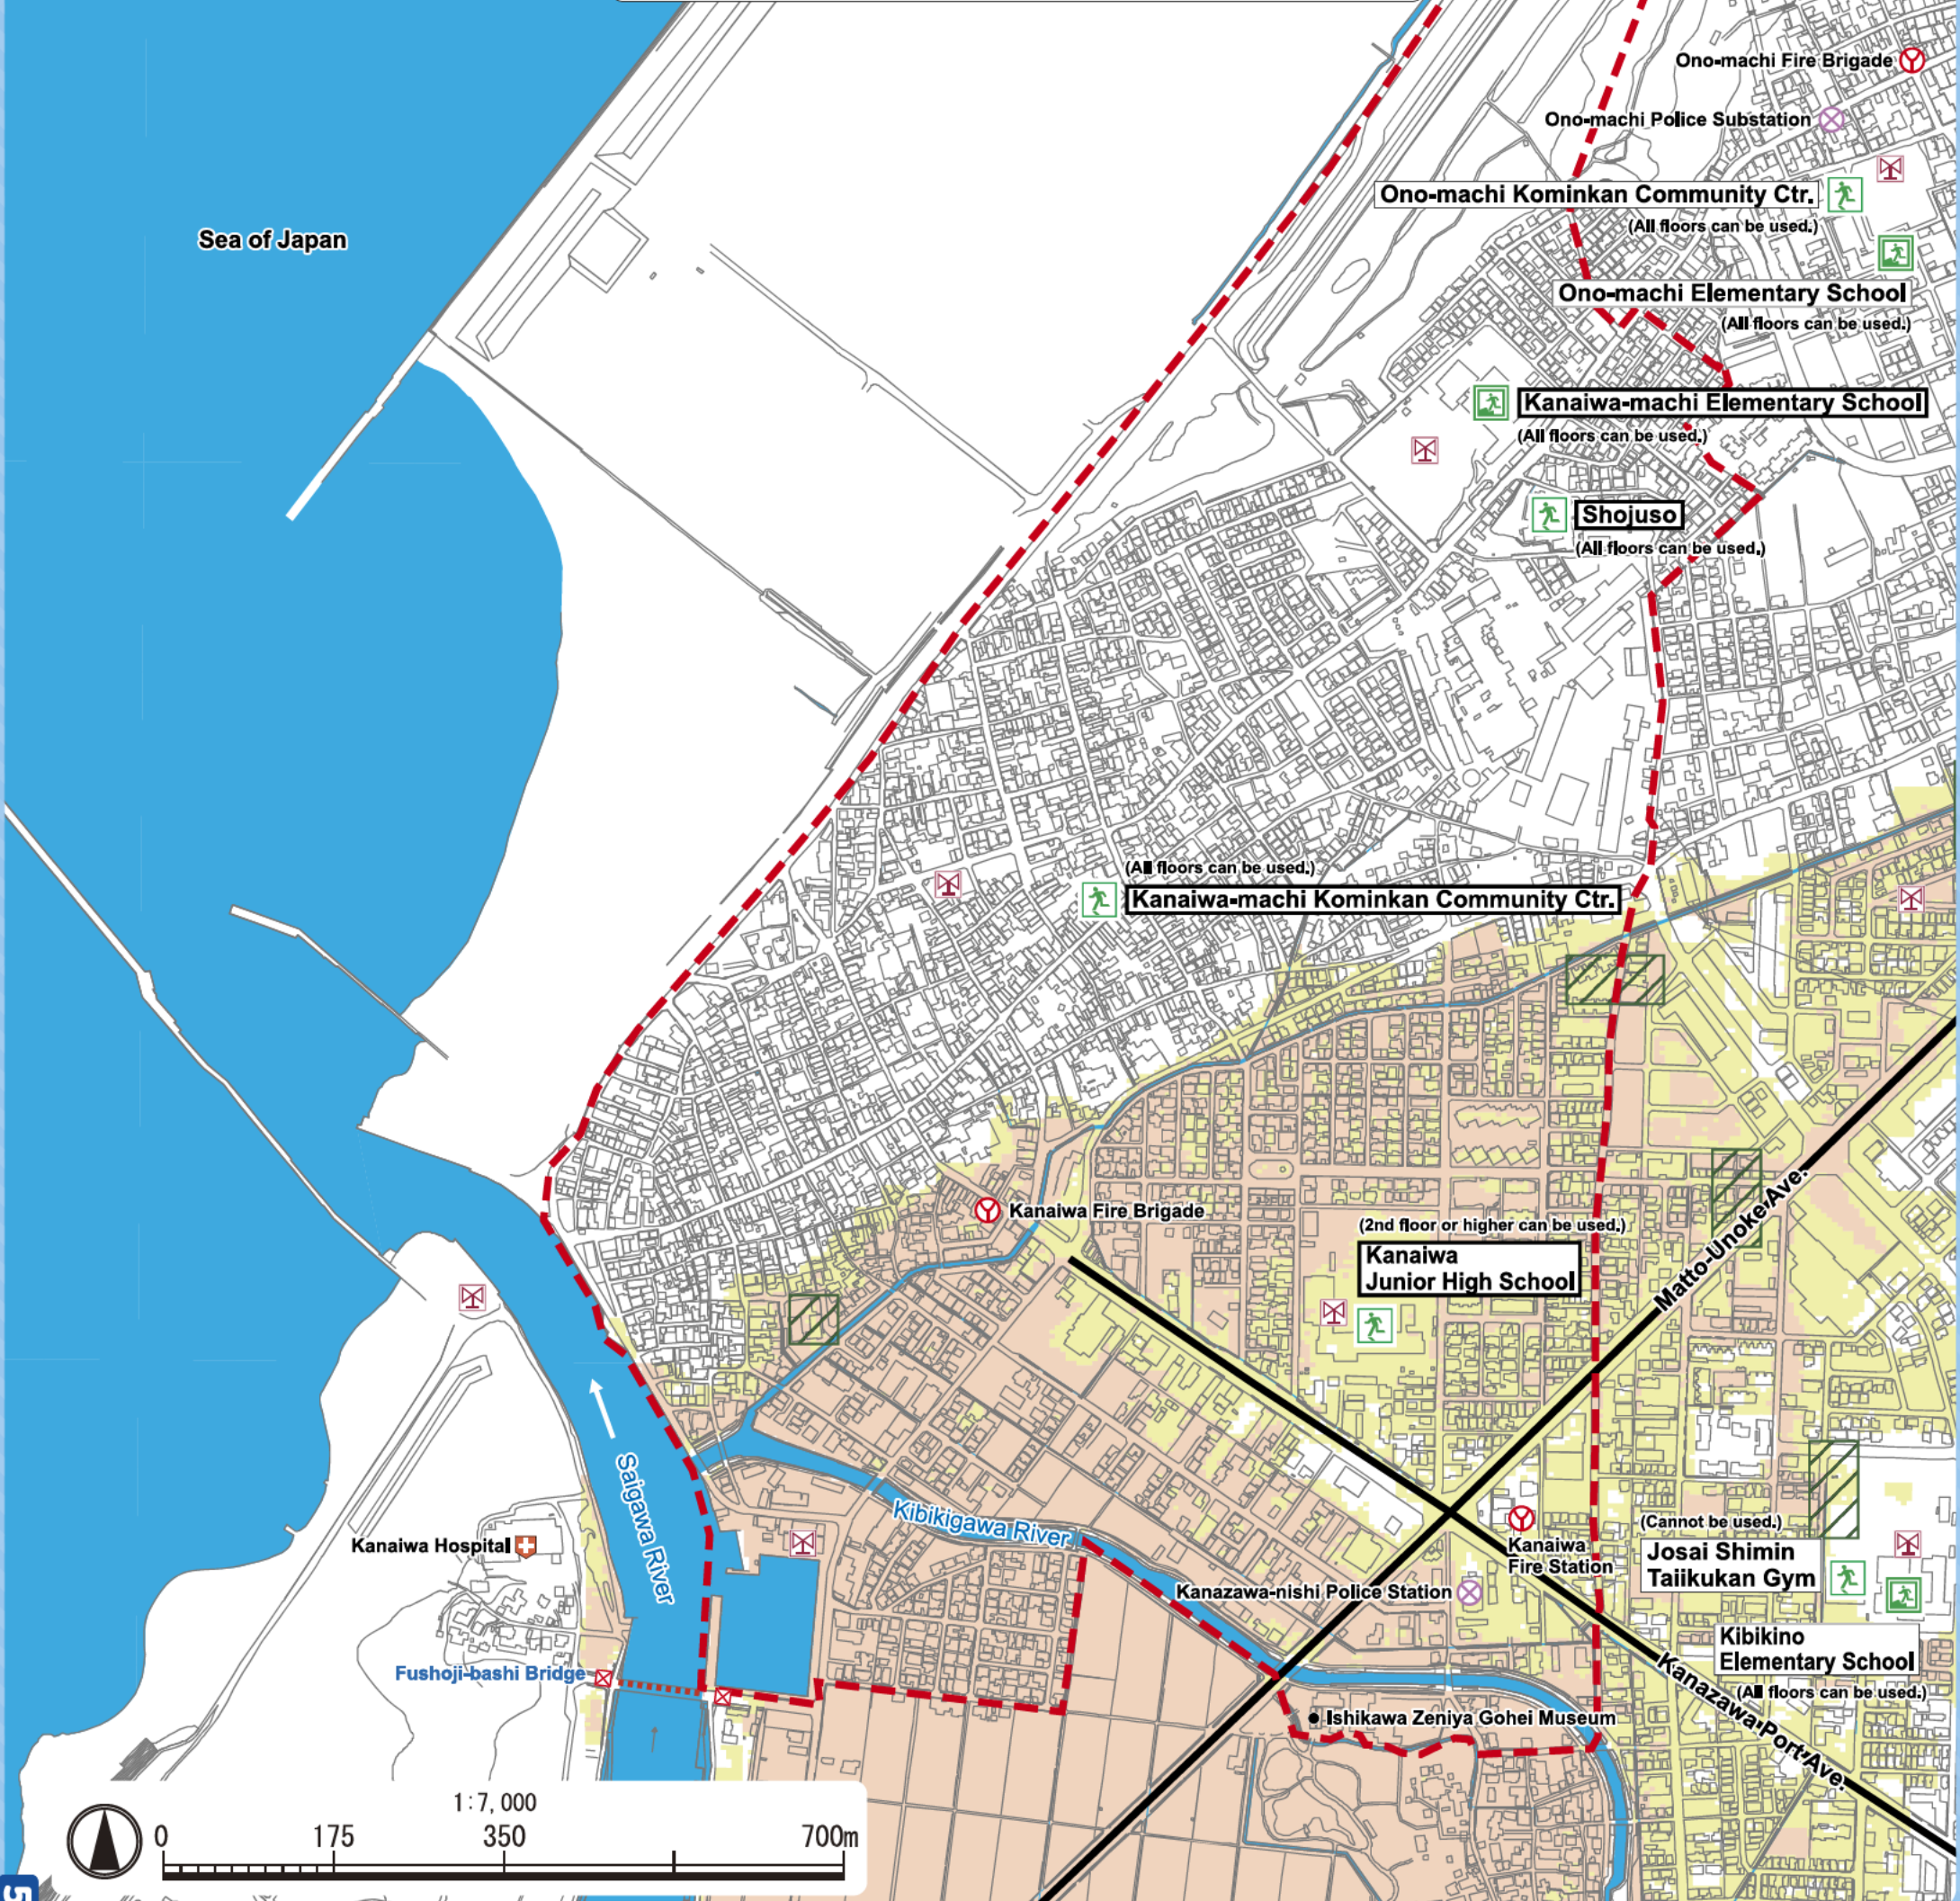 Ono-machi Fire Brigade
Ono-machi Police Substation
Ono-machi Kominkan Community Ctr.
(All floors can be used.)
Sea of Japan
Ono-machi Elementary School
(All floors can be used.)
Kanaiwa-machi Elementary School
(All floors can be used.)
Shojuso
(All floors can be used.)
(All floors can be used.)
Kanaiwa-machi Kominkan Community Ctr.
Kanaiwa Fire Brigade
(2nd floor or higher can be used.)
Kanaiwa
Junior High School
Matto-Unoke Ave.
Saigawa River
Kibikigawa River
Kanaiwa Hospital
Kanaiwa
Fire Station
(Cannot be used.)
Josai Shimin
Taiikukan Gym
Kanazawa-nishi Police Station
Kibikino
Elementary School
(All floors can be used.)
Fushoji-bashi Bridge
Kanazawa Port Ave.
Ishikawa Zeniya Gohei Museum
1:7,000
0 175 350 700m
5